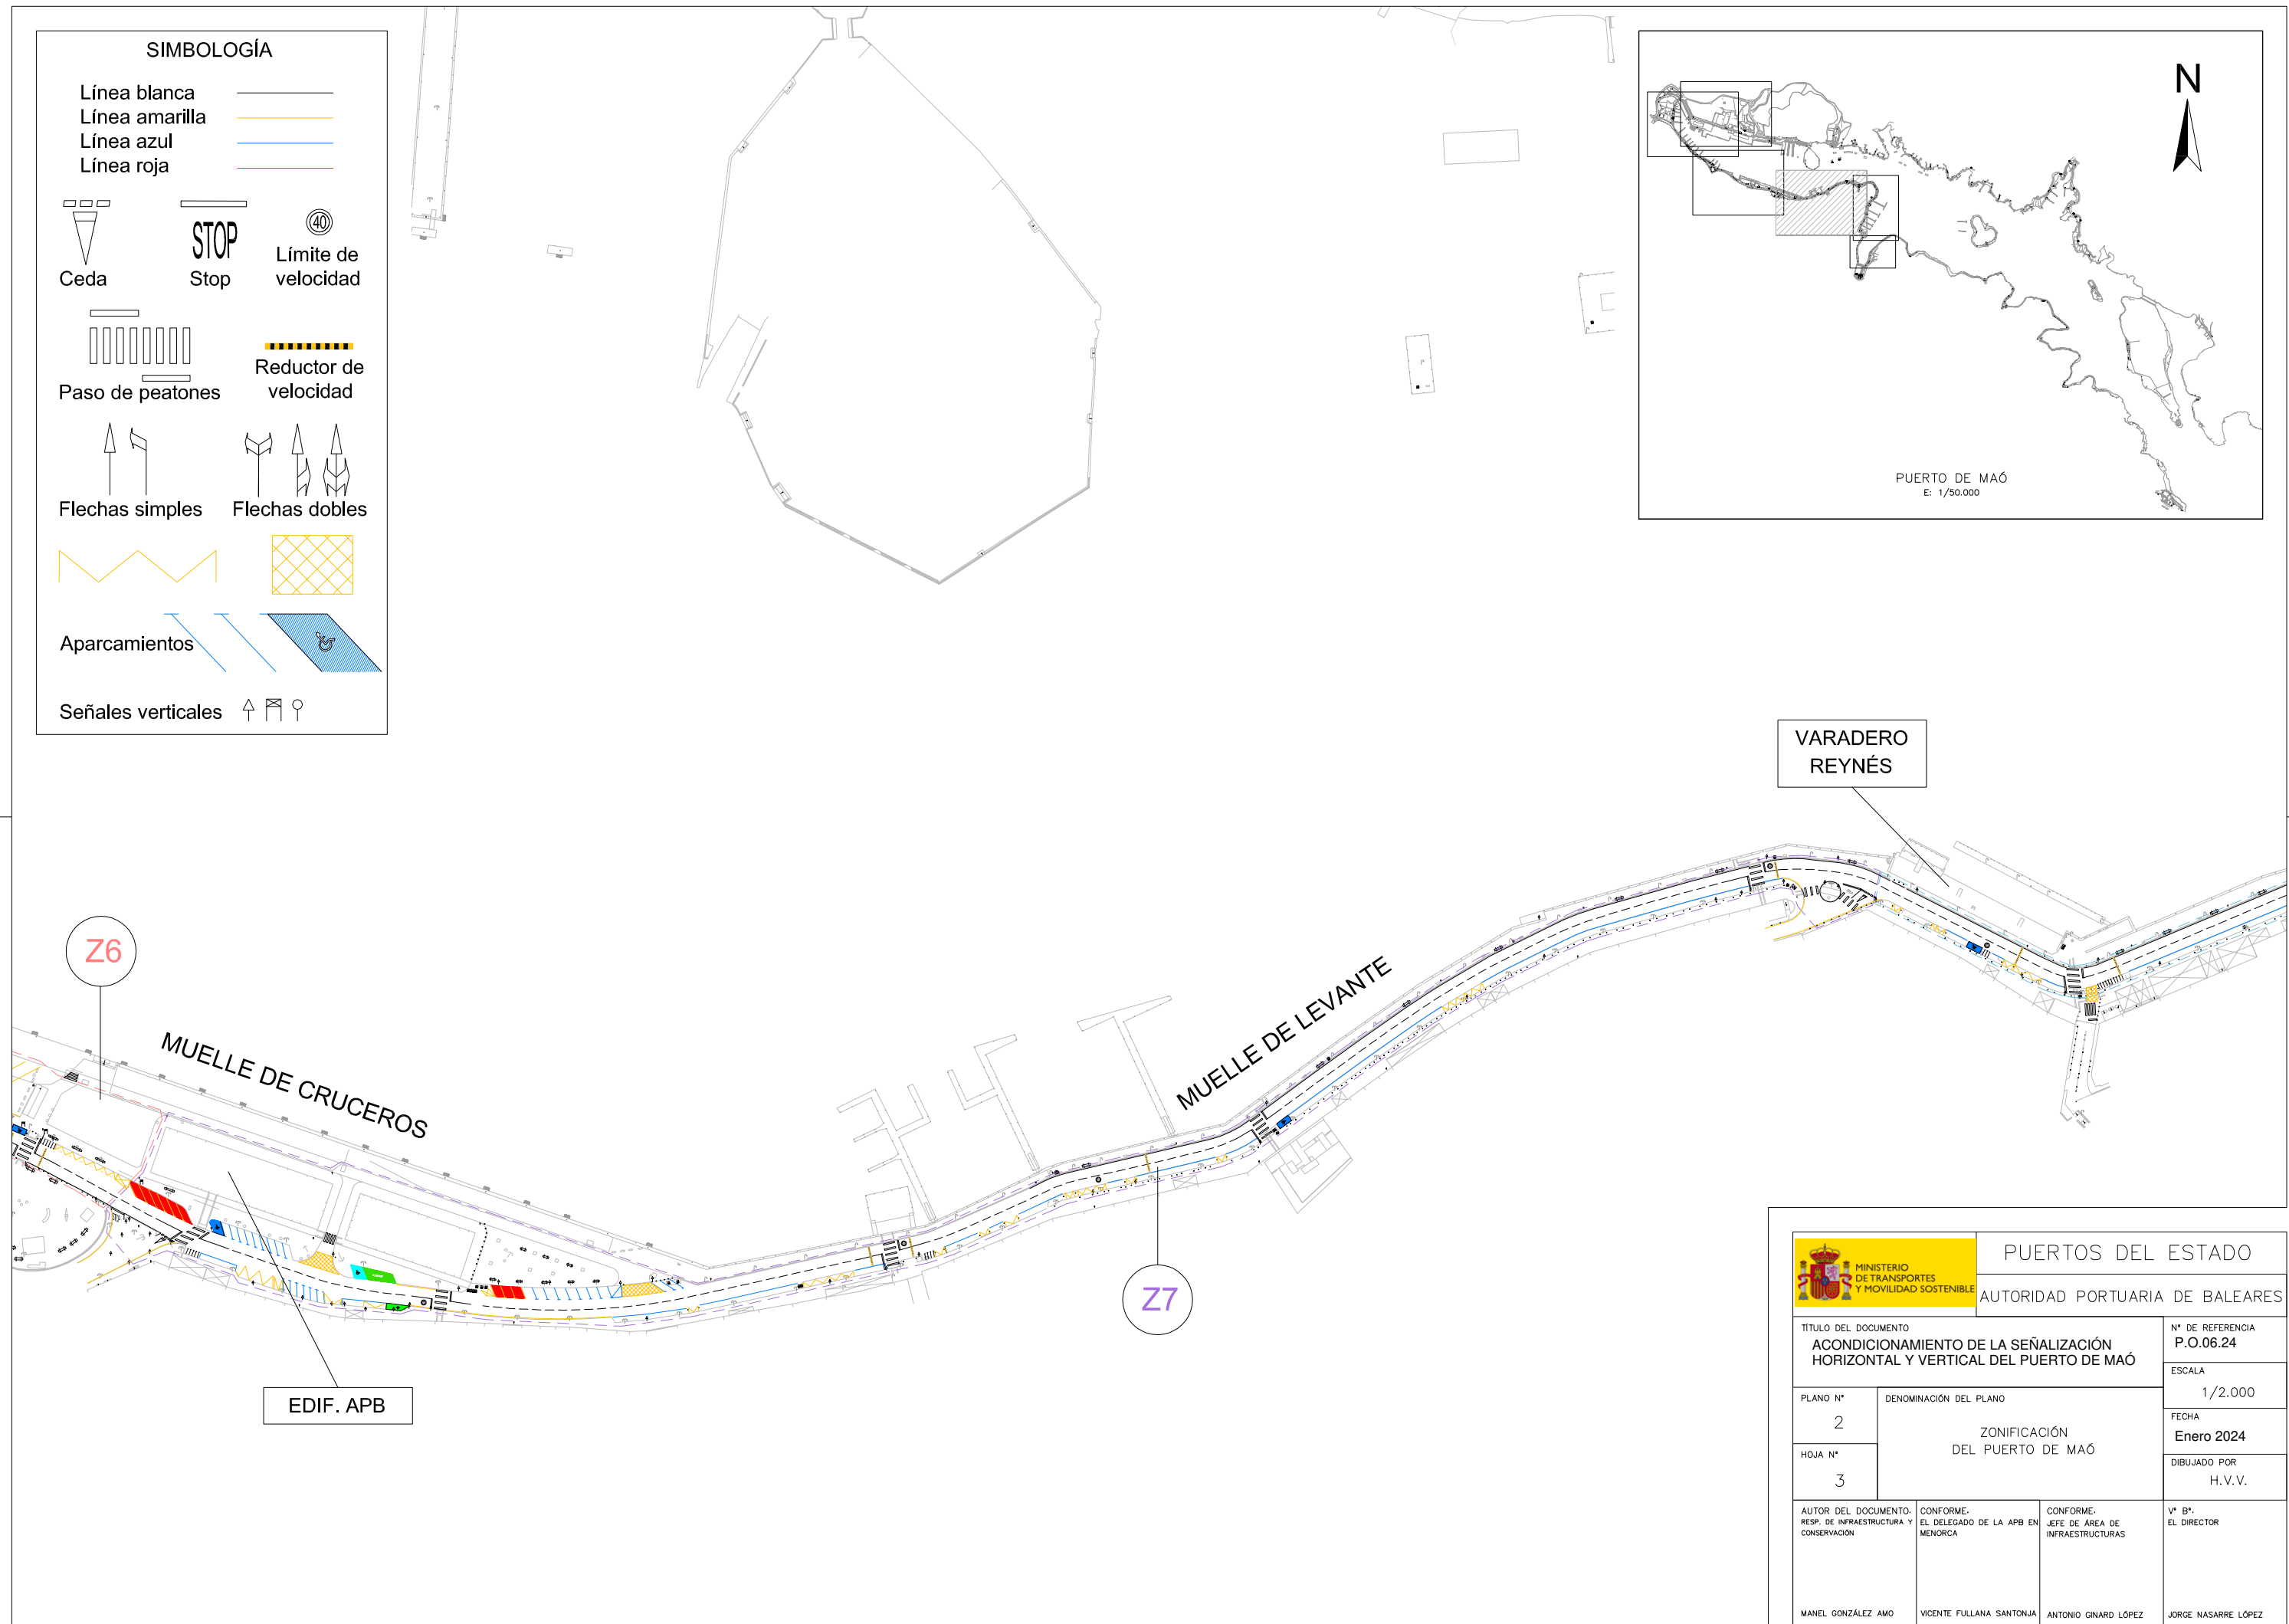 SIMBOLOGÍA
Línea blanca
Línea amarilla
Línea azul
Línea roja
STOP
40
Ceda
Stop
Límite de
velocidad
Paso de peatones
Reductor de
velocidad
Flechas simples
Flechas dobles
Aparcamientos
Señales verticales
N
PUERTO DE MAÓ
E: 1/50.000
VARADERO
REYNÉS
Z6
MUELLE DE CRUCEROS
MUELLE DE LEVANTE
Z7
EDIF. APB
MINISTERIO
DE TRANSPORTES
Y MOVILIDAD SOSTENIBLE
PUERTOS DEL ESTADO
AUTORIDAD PORTUARIA DE BALEARES
TÍTULO DEL DOCUMENTO
ACONDICIONAMIENTO DE LA SEÑALIZACIÓN
HORIZONTAL Y VERTICAL DEL PUERTO DE MAÓ
Nº DE REFERENCIA
P.O.06.24
ESCALA
1/2.000
PLANO Nº
2
DENOMINACIÓN DEL PLANO
ZONIFICACIÓN
DEL PUERTO DE MAÓ
FECHA
Enero 2024
HOJA Nº
3
DIBUJADO POR
H.V.V.
AUTOR DEL DOCUMENTO.
RESP. DE INFRAESTRUCTURA Y
CONSERVACIÓN
CONFORME.
EL DELEGADO DE LA APB EN
MENORCA
CONFORME.
JEFE DE ÁREA DE
INFRAESTRUCTURAS
Vº Bº.
EL DIRECTOR
MANEL GONZÁLEZ AMO
VICENTE FULLANA SANTONJA
ANTONIO GINARD LÓPEZ
JORGE NASARRE LÓPEZ